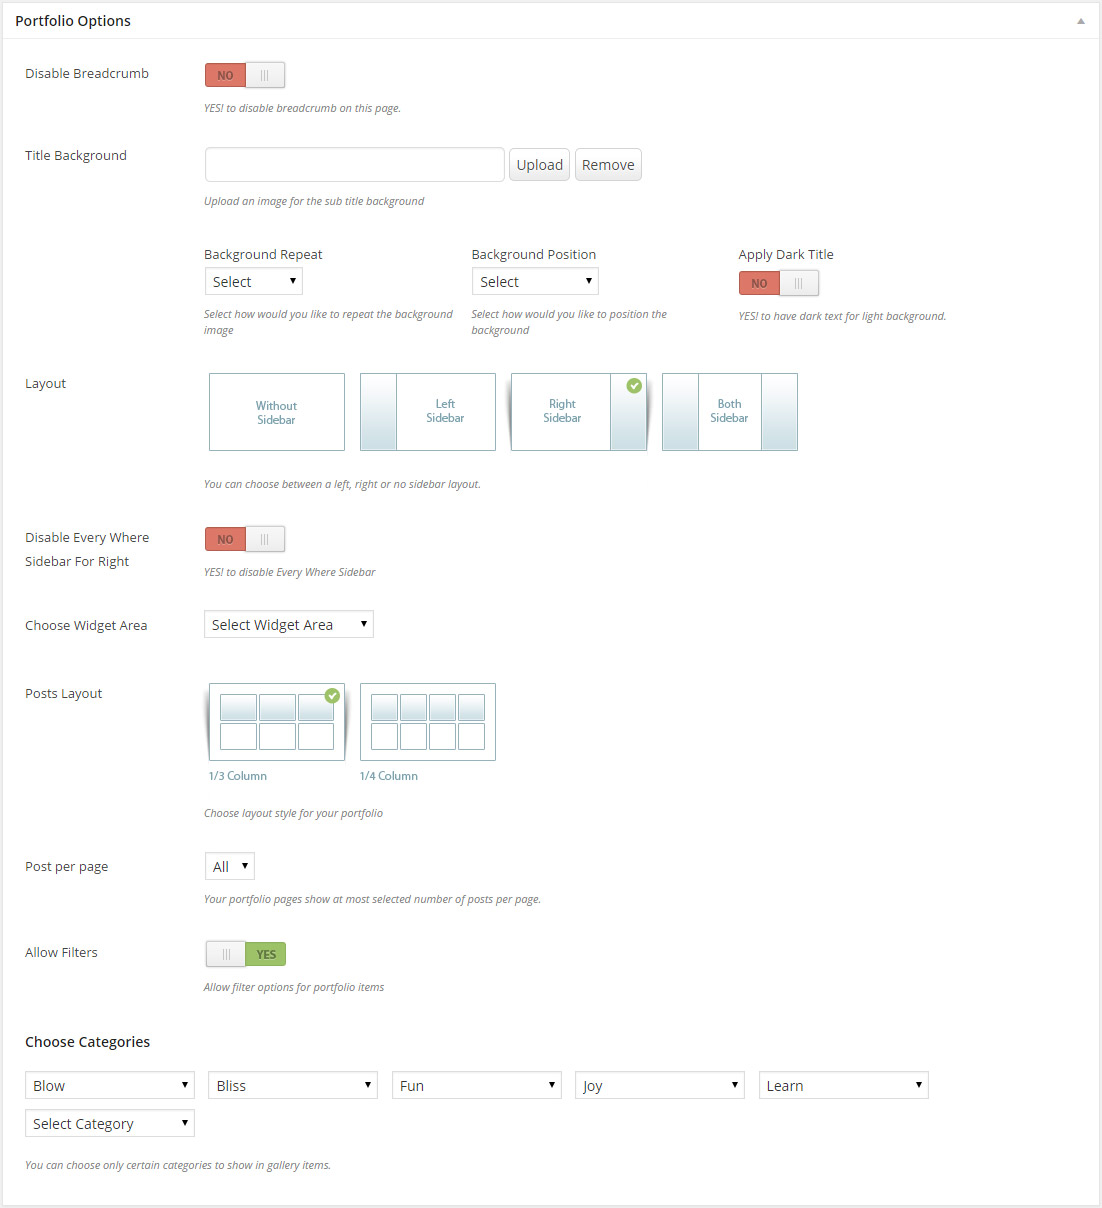 Portfolio Options
Disable Breadcrumb
NO
YES! to disable breadcrumb on this page.
Title Background
Upload
Remove
Upload an image for the sub title background
Background Repeat
Select
Select how would you like to repeat the background
image
Background Position
Select
Select how would you like to position the
background
Apply Dark Title
NO
YES! to have dark text for light background.
Layout
Without
Sidebar
Left
Sidebar
Right
Sidebar
Both
Sidebar
You can choose between a left, right or no sidebar layout.
Disable Every Where
Sidebar For Right
NO
YES! to disable Every Where Sidebar
Choose Widget Area
Select Widget Area
Posts Layout
1/3 Column
1/4 Column
Choose layout style for your portfolio
Post per page
All
Your portfolio pages show at most selected number of posts per page.
Allow Filters
YES
Allow filter options for portfolio items
Choose Categories
Blow
Bliss
Fun
Joy
Learn
Select Category
You can choose only certain categories to show in gallery items.